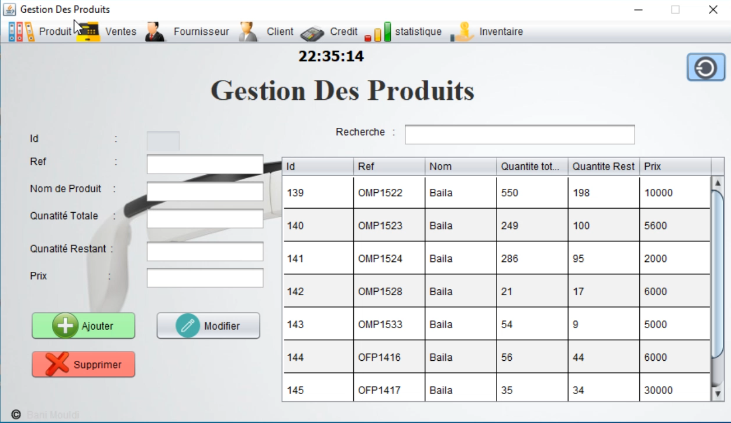 Gestion Des Produits
Produit Ventes Fournisseur Client Credit statistique Inventaire
22:35:14
Gestion Des Produits
Id :
Recherche :
Ref :
Nom de Produit :
Qunatité Totale :
Qunatité Restant :
Prix :
Ajouter Modifier
Supprimer
Id Ref Nom Quantite tot... Quantite Rest Prix
139 OMP1522 Baila 550 198 10000
140 OMP1523 Baila 249 100 5600
141 OMP1524 Baila 286 95 2000
142 OMP1528 Baila 21 17 6000
143 OMP1533 Baila 54 9 5000
144 OFP1416 Baila 56 44 6000
145 OFP1417 Baila 35 34 30000
©